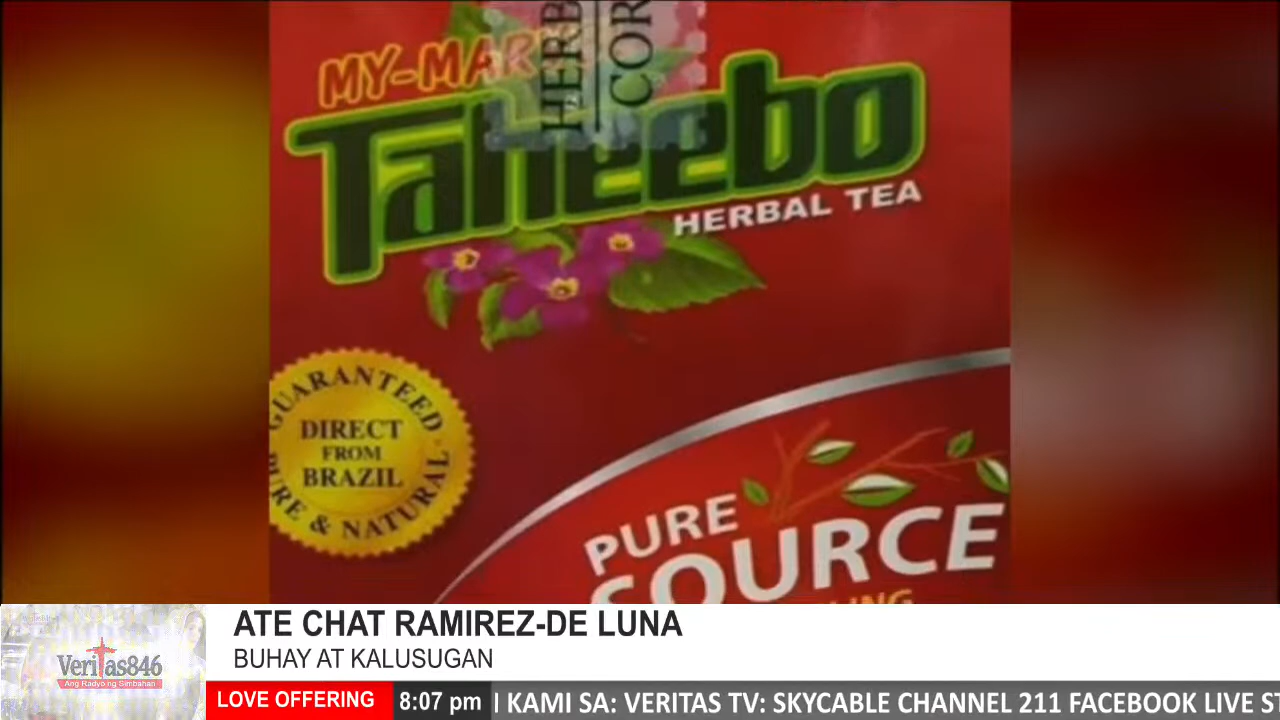 HERB
COR
MY-MAR
Taheebo
HERBAL TEA
GUARANTEED
DIRECT
FROM
BRAZIL
PURE & NATURAL
PURE
SOURCE
ATE CHAT RAMIREZ-DE LUNA
BUHAY AT KALUSUGAN
Veritas846
Ang Radyo ng Simbahan
LOVE OFFERING
8:07 pm
I KAMI SA: VERITAS TV: SKYCABLE CHANNEL 211 FACEBOOK LIVE ST